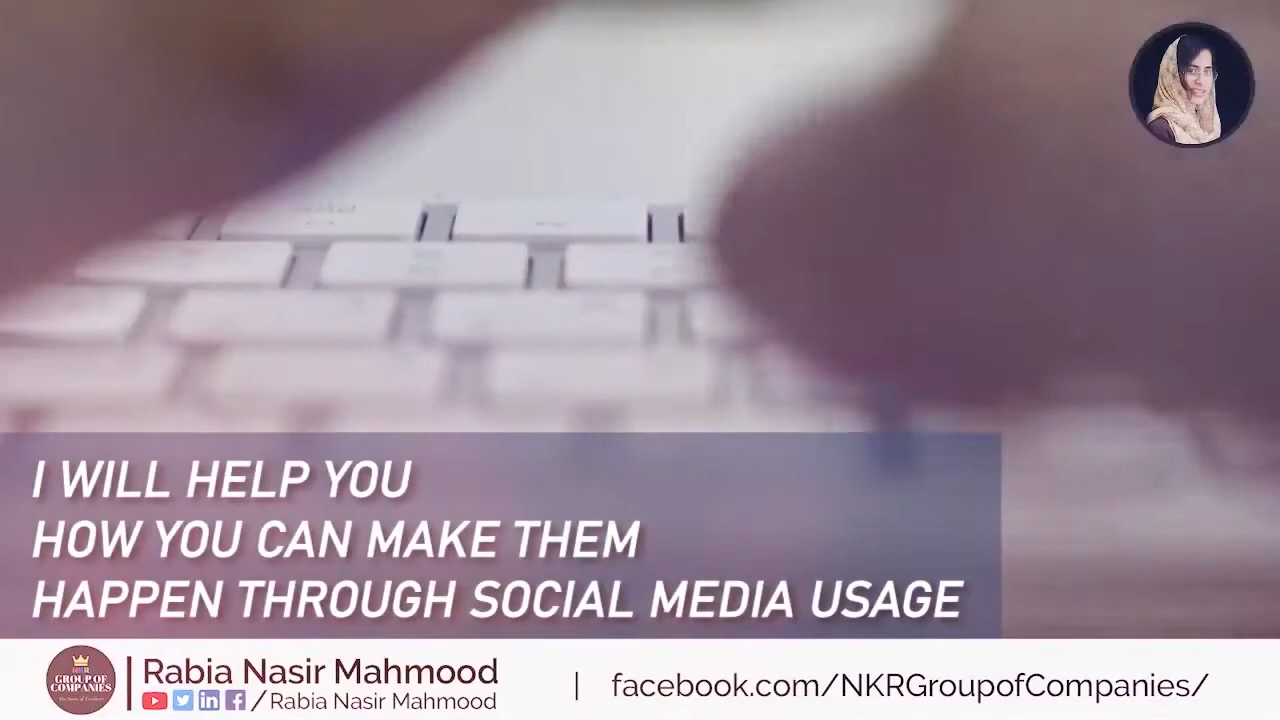 I WILL HELP YOU
HOW YOU CAN MAKE THEM
HAPPEN THROUGH SOCIAL MEDIA USAGE
NKR
GROUP OF
COMPANIES
Rabia Nasir Mahmood
/Rabia Nasir Mahmood
| facebook.com/NKRGroupofCompanies/